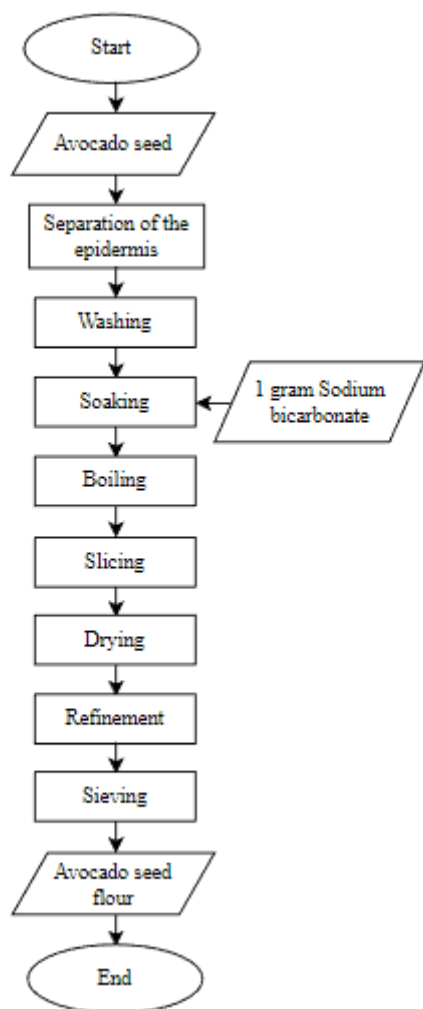 Start
Avocado seed
Separation of the
epidermis
Washing
Soaking
1 gram Sodium
bicarbonate
Boiling
Slicing
Drying
Refinement
Sieving
Avocado seed
flour
End